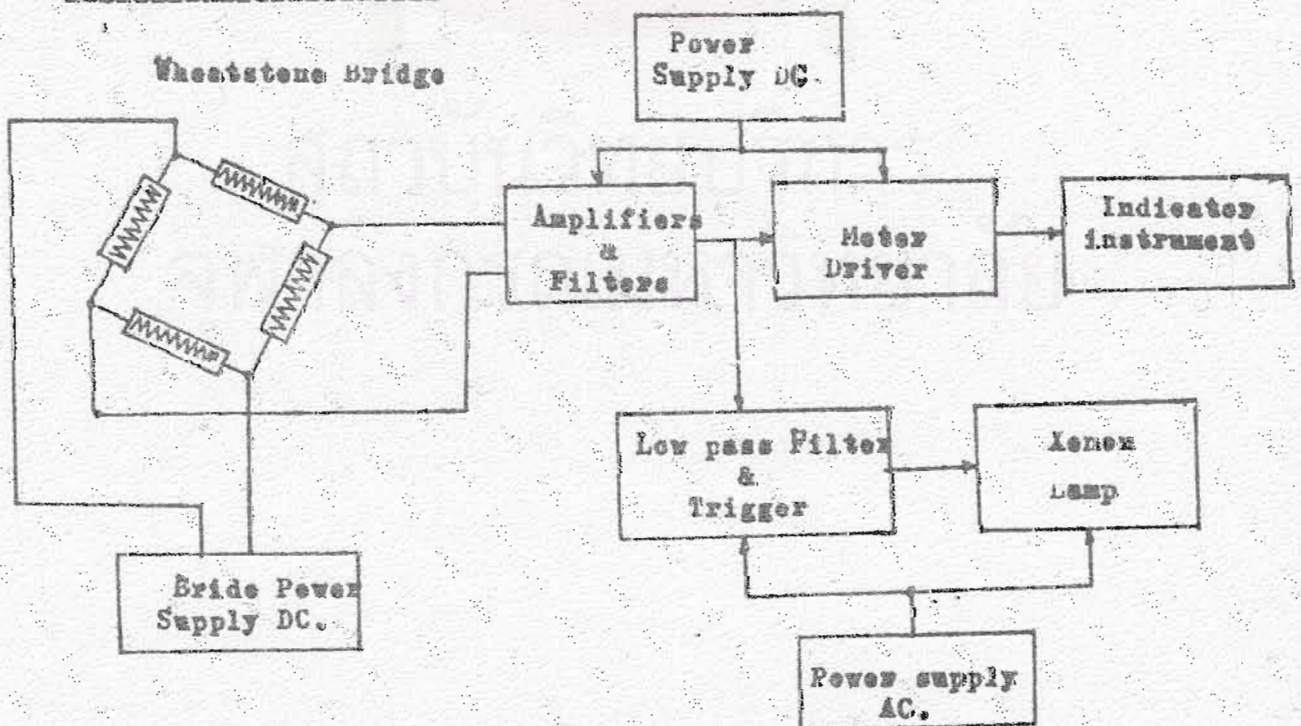 Wheatstone Bridge
Power
Supply DC.
Amplifiers
&
Filters
Meter
Driver
Indicator
instrument
Low pass Filter
&
Trigger
Xenon
Lamp
Bride Power
Supply DC.
Power supply
AC.